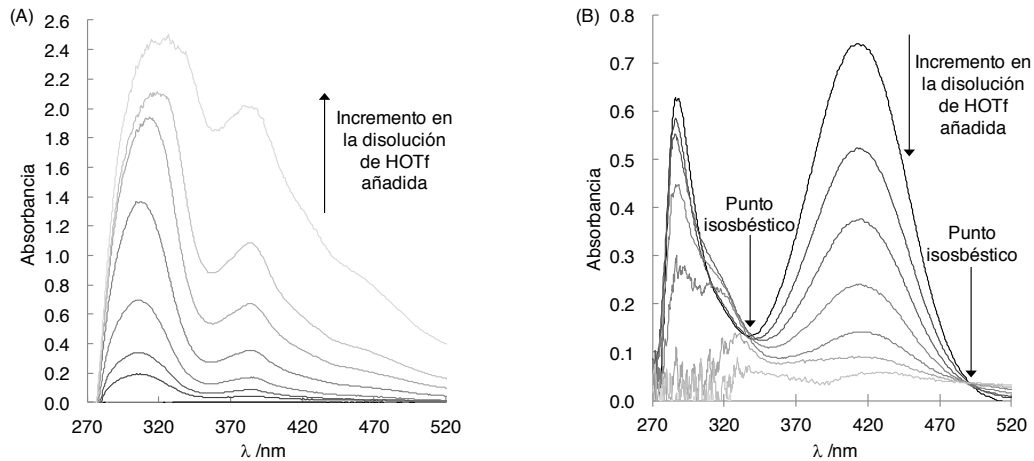 (A)
2.6
2.4
2.2
2.0
1.8
1.6
1.4
1.2
1.0
0.8
0.6
0.4
0.2
0.0
Absorbancia
Incremento en
la disolución
de HOTf
añadida
270
320
370
420
470
520
λ /nm
(B)
0.8
0.7
0.6
0.5
0.4
0.3
0.2
0.1
0.0
Absorbancia
Incremento en
la disolución
de HOTf
añadida
Punto
isosbéstico
Punto
isosbéstico
270
320
370
420
470
520
λ /nm